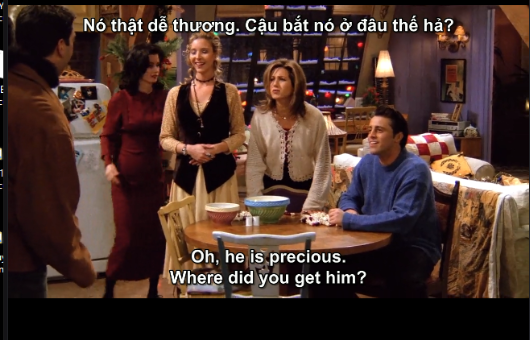 Nó thật dễ thương. Cậu bắt nó ở đâu thế hả?
Oh, he is precious.
Where did you get him?